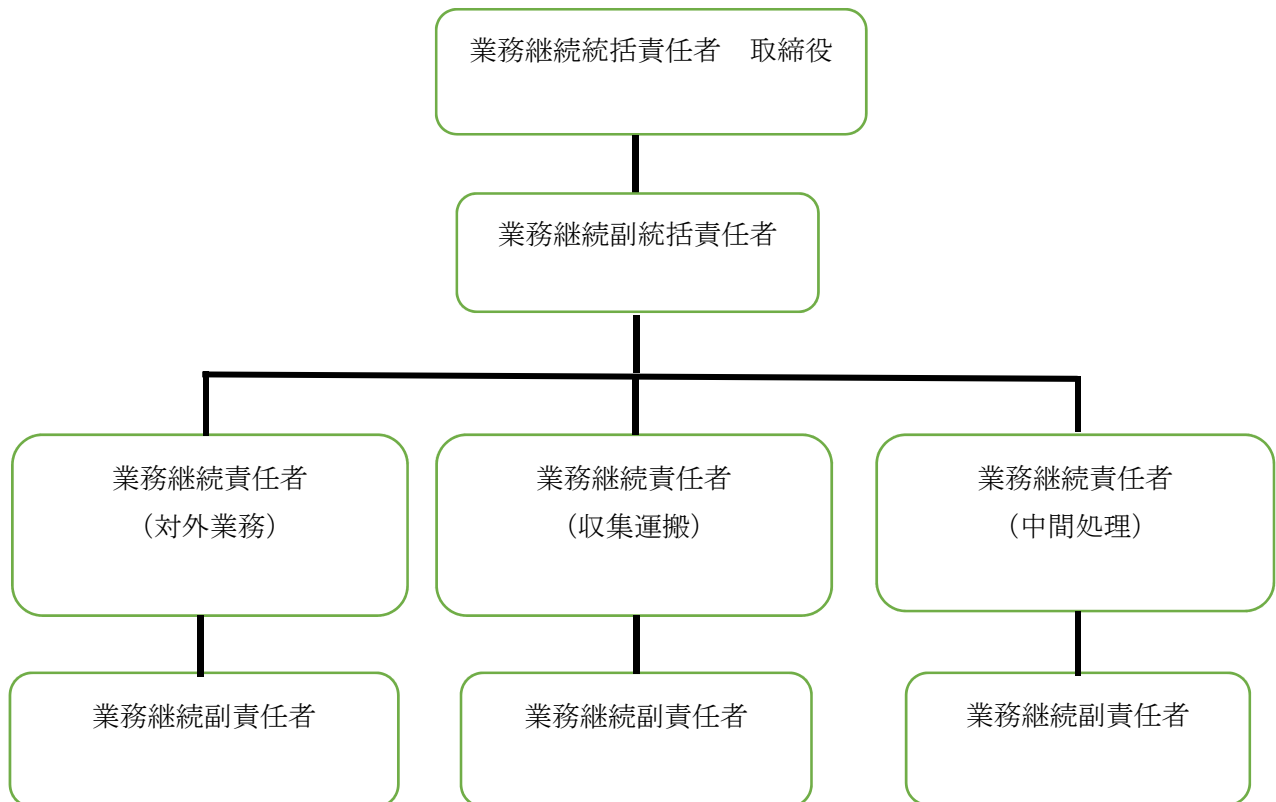 業務継続統括責任者　取締役
業務継続副統括責任者
業務継続責任者
（対外業務）
業務継続責任者
（収集運搬）
業務継続責任者
（中間処理）
業務継続副責任者
業務継続副責任者
業務継続副責任者